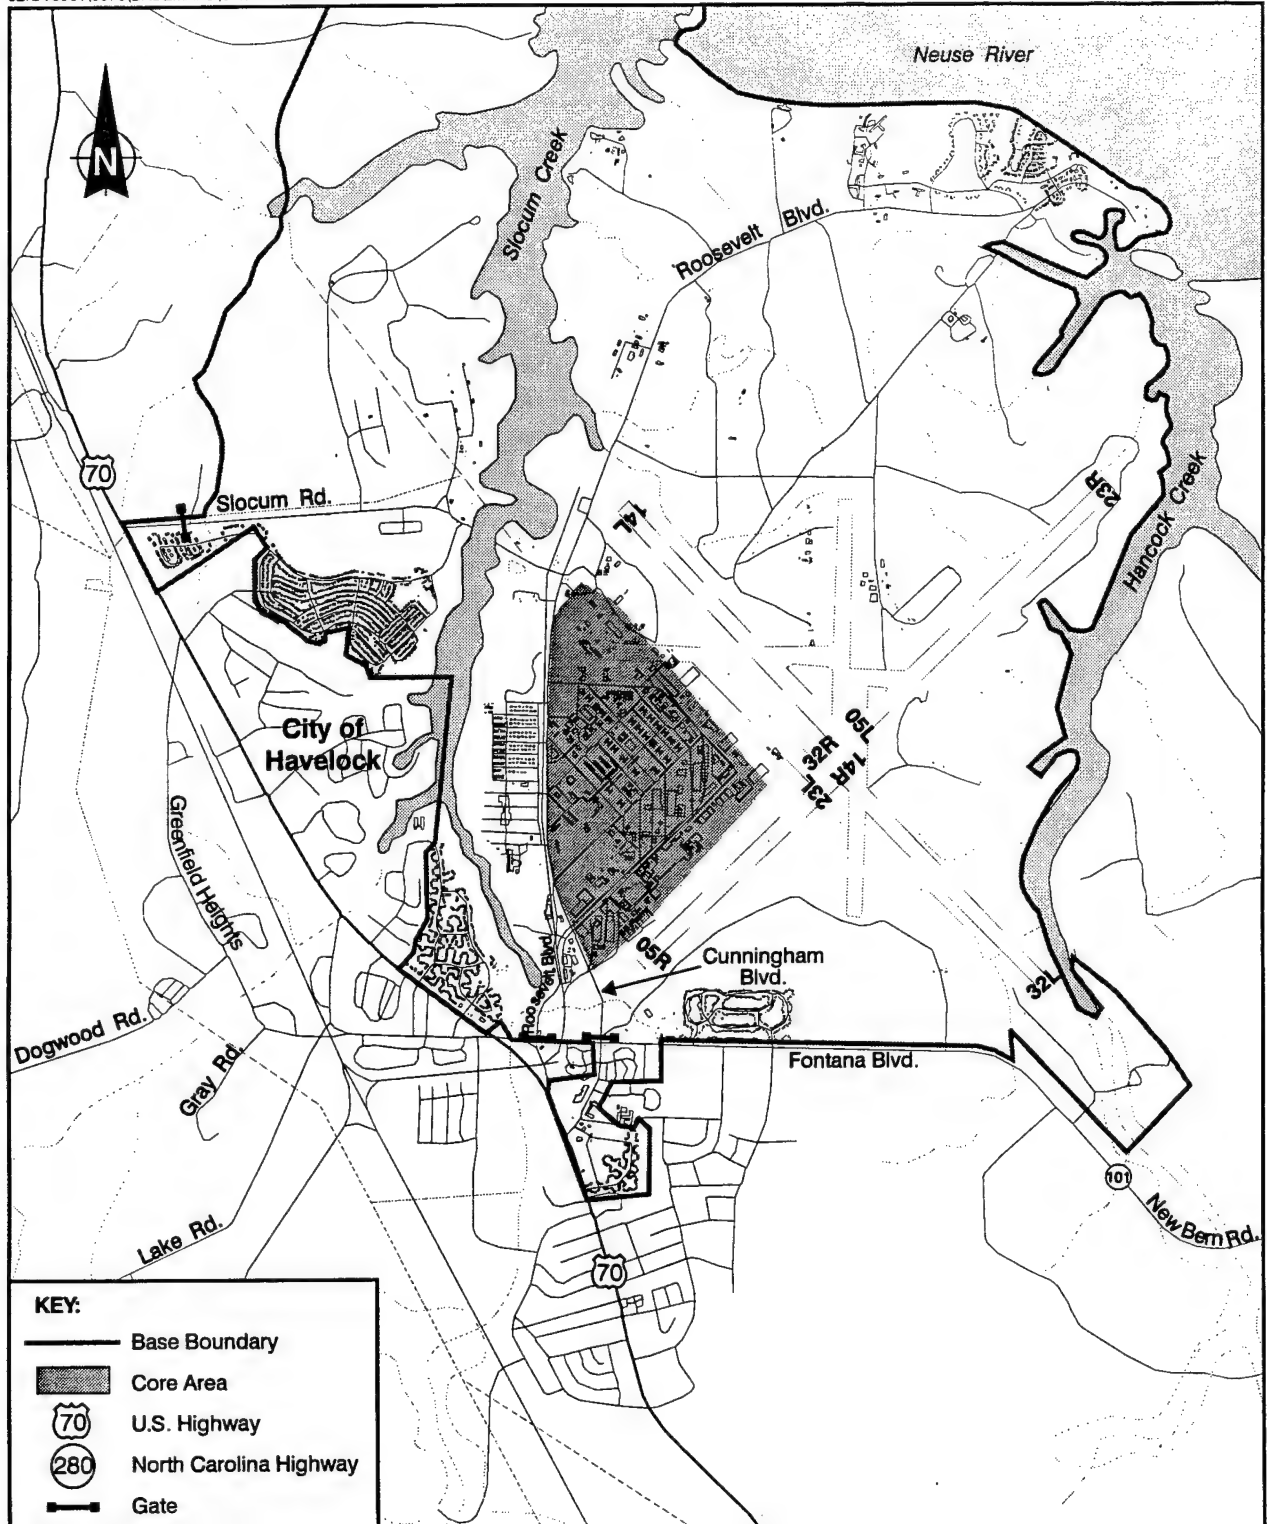 Neuse River
N
Slocum Creek
Roosevelt Blvd.
70
Slocum Rd.
14L
23R
Hancock Creek
City of
Havelock
05L
32R
14R
23L
Greenfield Heights
05R
Cunningham
Blvd.
Roosevelt Blvd.
32L
Dogwood Rd.
Gray Rd.
Fontana Blvd.
101
New Bern Rd.
Lake Rd.
70
KEY:
Base Boundary
Core Area
70 U.S. Highway
280 North Carolina Highway
Gate